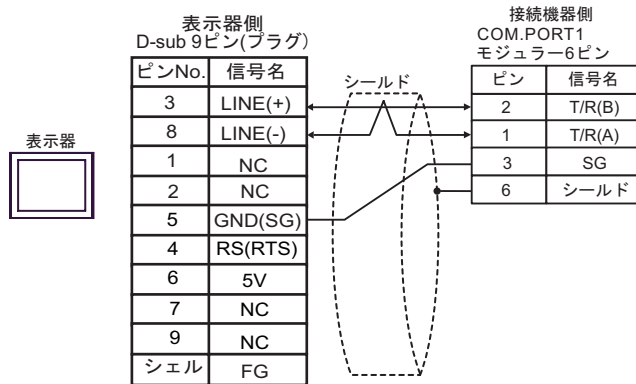 表示器側
D-sub 9ピン(プラグ)
ピンNo. 信号名
3 LINE(+)
8 LINE(-)
1 NC
2 NC
5 GND(SG)
4 RS(RTS)
6 5V
7 NC
9 NC
シェル FG
表示器
シールド
接続機器側
COM.PORT1
モジュラー6ピン
ピン 信号名
2 T/R(B)
1 T/R(A)
3 SG
6 シールド